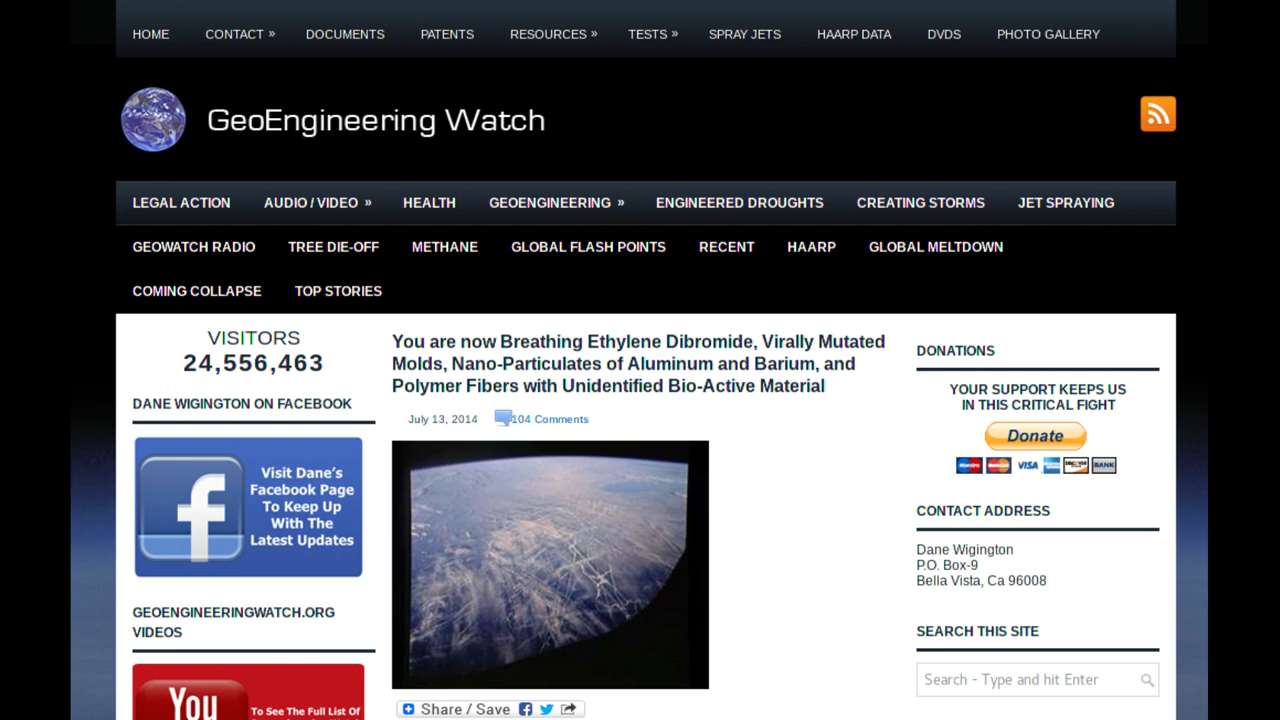 HOME CONTACT » DOCUMENTS PATENTS RESOURCES » TESTS » SPRAY JETS HAARP DATA DVDS PHOTO GALLERY
GeoEngineering Watch
LEGAL ACTION AUDIO / VIDEO » HEALTH GEOENGINEERING » ENGINEERED DROUGHTS CREATING STORMS JET SPRAYING
GEOWATCH RADIO TREE DIE-OFF METHANE GLOBAL FLASH POINTS RECENT HAARP GLOBAL MELTDOWN
COMING COLLAPSE TOP STORIES
VISITORS
24,556,463
DANE WIGINGTON ON FACEBOOK
Visit Dane's
Facebook Page
To Keep Up
With The
Latest Updates
GEOENGINEERINGWATCH.ORG
VIDEOS
You
To See The Full List Of
You are now Breathing Ethylene Dibromide, Virally Mutated
Molds, Nano-Particulates of Aluminum and Barium, and
Polymer Fibers with Unidentified Bio-Active Material
July 13, 2014 104 Comments
Share / Save
DONATIONS
YOUR SUPPORT KEEPS US
IN THIS CRITICAL FIGHT
Donate
VISA BANK
CONTACT ADDRESS
Dane Wigington
P.O. Box-9
Bella Vista, Ca 96008
SEARCH THIS SITE
Search - Type and hit Enter